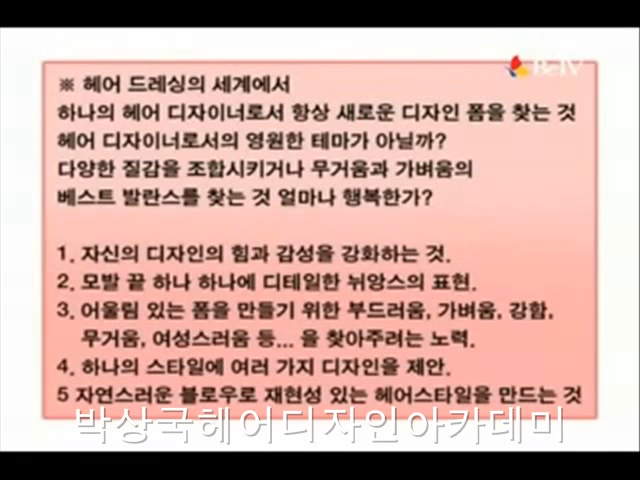 BeTV
※ 헤어 드레싱의 세계에서
하나의 헤어 디자이너로서 항상 새로운 디자인 폼을 찾는 것
헤어 디자이너로서의 영원한 테마가 아닐까?
다양한 질감을 조합시키거나 무거움과 가벼움의
베스트 발란스를 찾는 것 얼마나 행복한가?
1. 자신의 디자인의 힘과 감성을 강화하는 것.
2. 모발 끝 하나 하나에 디테일한 뉘앙스의 표현.
3. 어울림 있는 폼을 만들기 위한 부드러움, 가벼움, 강함,
무거움, 여성스러움 등... 을 찾아주려는 노력.
4. 하나의 스타일에 여러 가지 디자인을 제안.
5 자연스러운 블로우로 재현성 있는 헤어스타일을 만드는 것
박상국헤어디자인아카데미